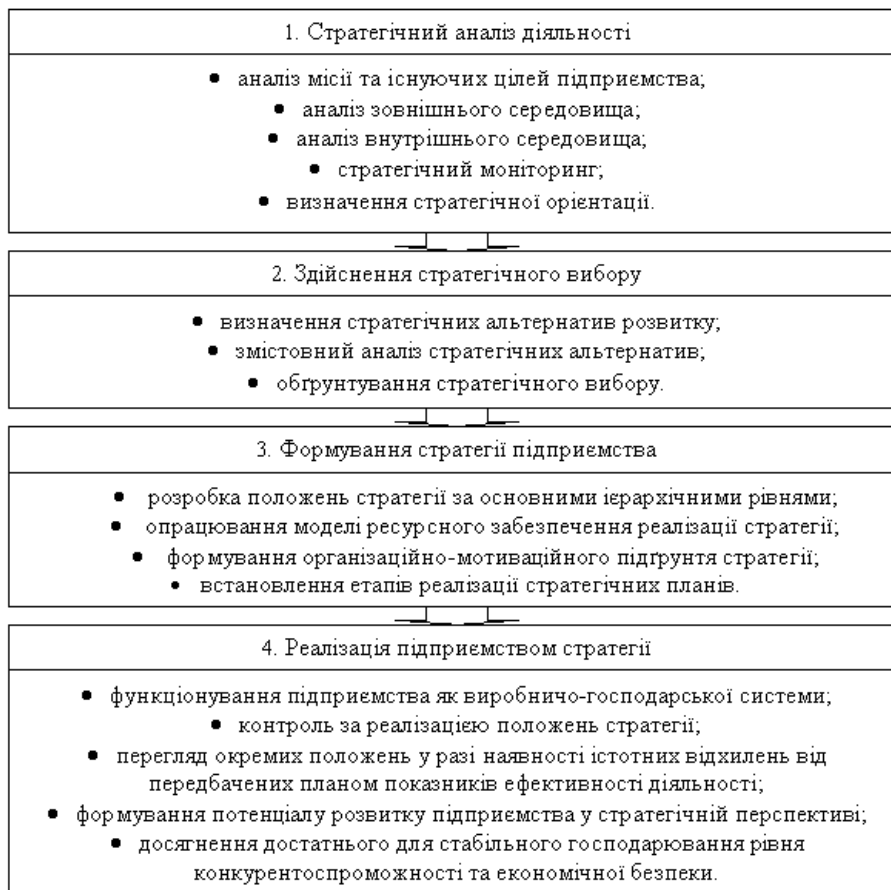 1. Стратегічний аналіз діяльності
● аналіз місії та існуючих цілей підприємства;
● аналіз зовнішнього середовища;
● аналіз внутрішнього середовища;
● стратегічний моніторинг;
● визначення стратегічної орієнтації.
2. Здійснення стратегічного вибору
● визначення стратегічних альтернатив розвитку;
● змістовний аналіз стратегічних альтернатив;
● обґрунтування стратегічного вибору.
3. Формування стратегії підприємства
● розробка положень стратегії за основними ієрархічними рівнями;
● опрацювання моделі ресурсного забезпечення реалізації стратегії;
● формування організаційно-мотиваційного підґрунтя стратегії;
● встановлення етапів реалізації стратегічних планів.
4. Реалізація підприємством стратегії
● функціонування підприємства як виробничо-господарської системи;
● контроль за реалізацією положень стратегії;
● перегляд окремих положень у разі наявності істотних відхилень від
передбачених планом показників ефективності діяльності;
● формування потенціалу розвитку підприємства у стратегічній перспективі;
● досягнення достатнього для стабільного господарювання рівня
конкурентоспроможності та економічної безпеки.